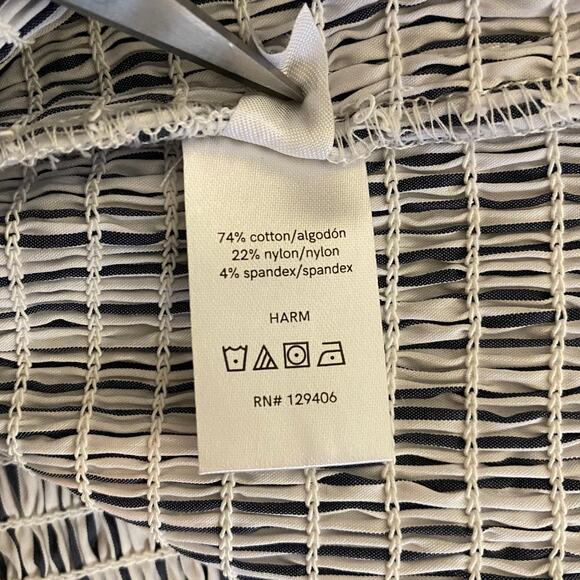 74% cotton/algodón
22% nylon/nylon
4% spandex/spandex
HARM
RN# 129406